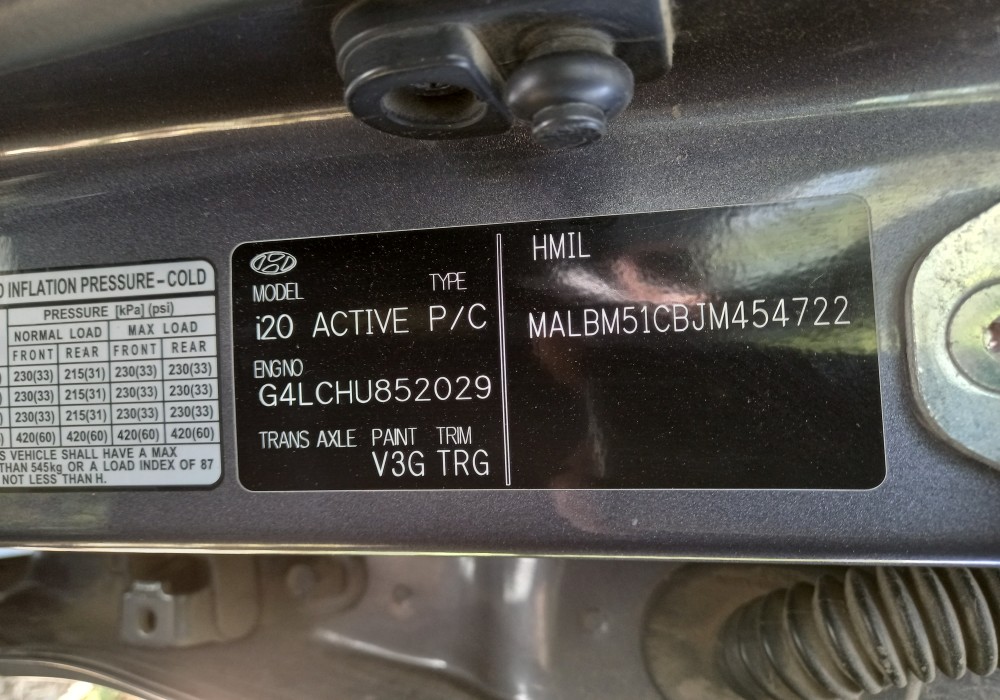 INFLATION PRESSURE-COLD
PRESSURE [kPa] (psi)
NORMAL LOAD MAX LOAD
FRONT REAR FRONT REAR
230(33) 215(31) 230(33) 230(33)
230(33) 215(31) 230(33) 230(33)
230(33) 215(31) 230(33) 230(33)
420(60) 420(60) 420(60) 420(60)
VEHICLE SHALL HAVE A MAX
THAN 545kg OR A LOAD INDEX OF 87
NOT LESS THAN H.
MODEL TYPE
i20 ACTIVE P/C
ENGNO
G4LCHU852029
TRANS AXLE PAINT TRIM
V3G TRG
HMIL
MALBM51CBJM454722